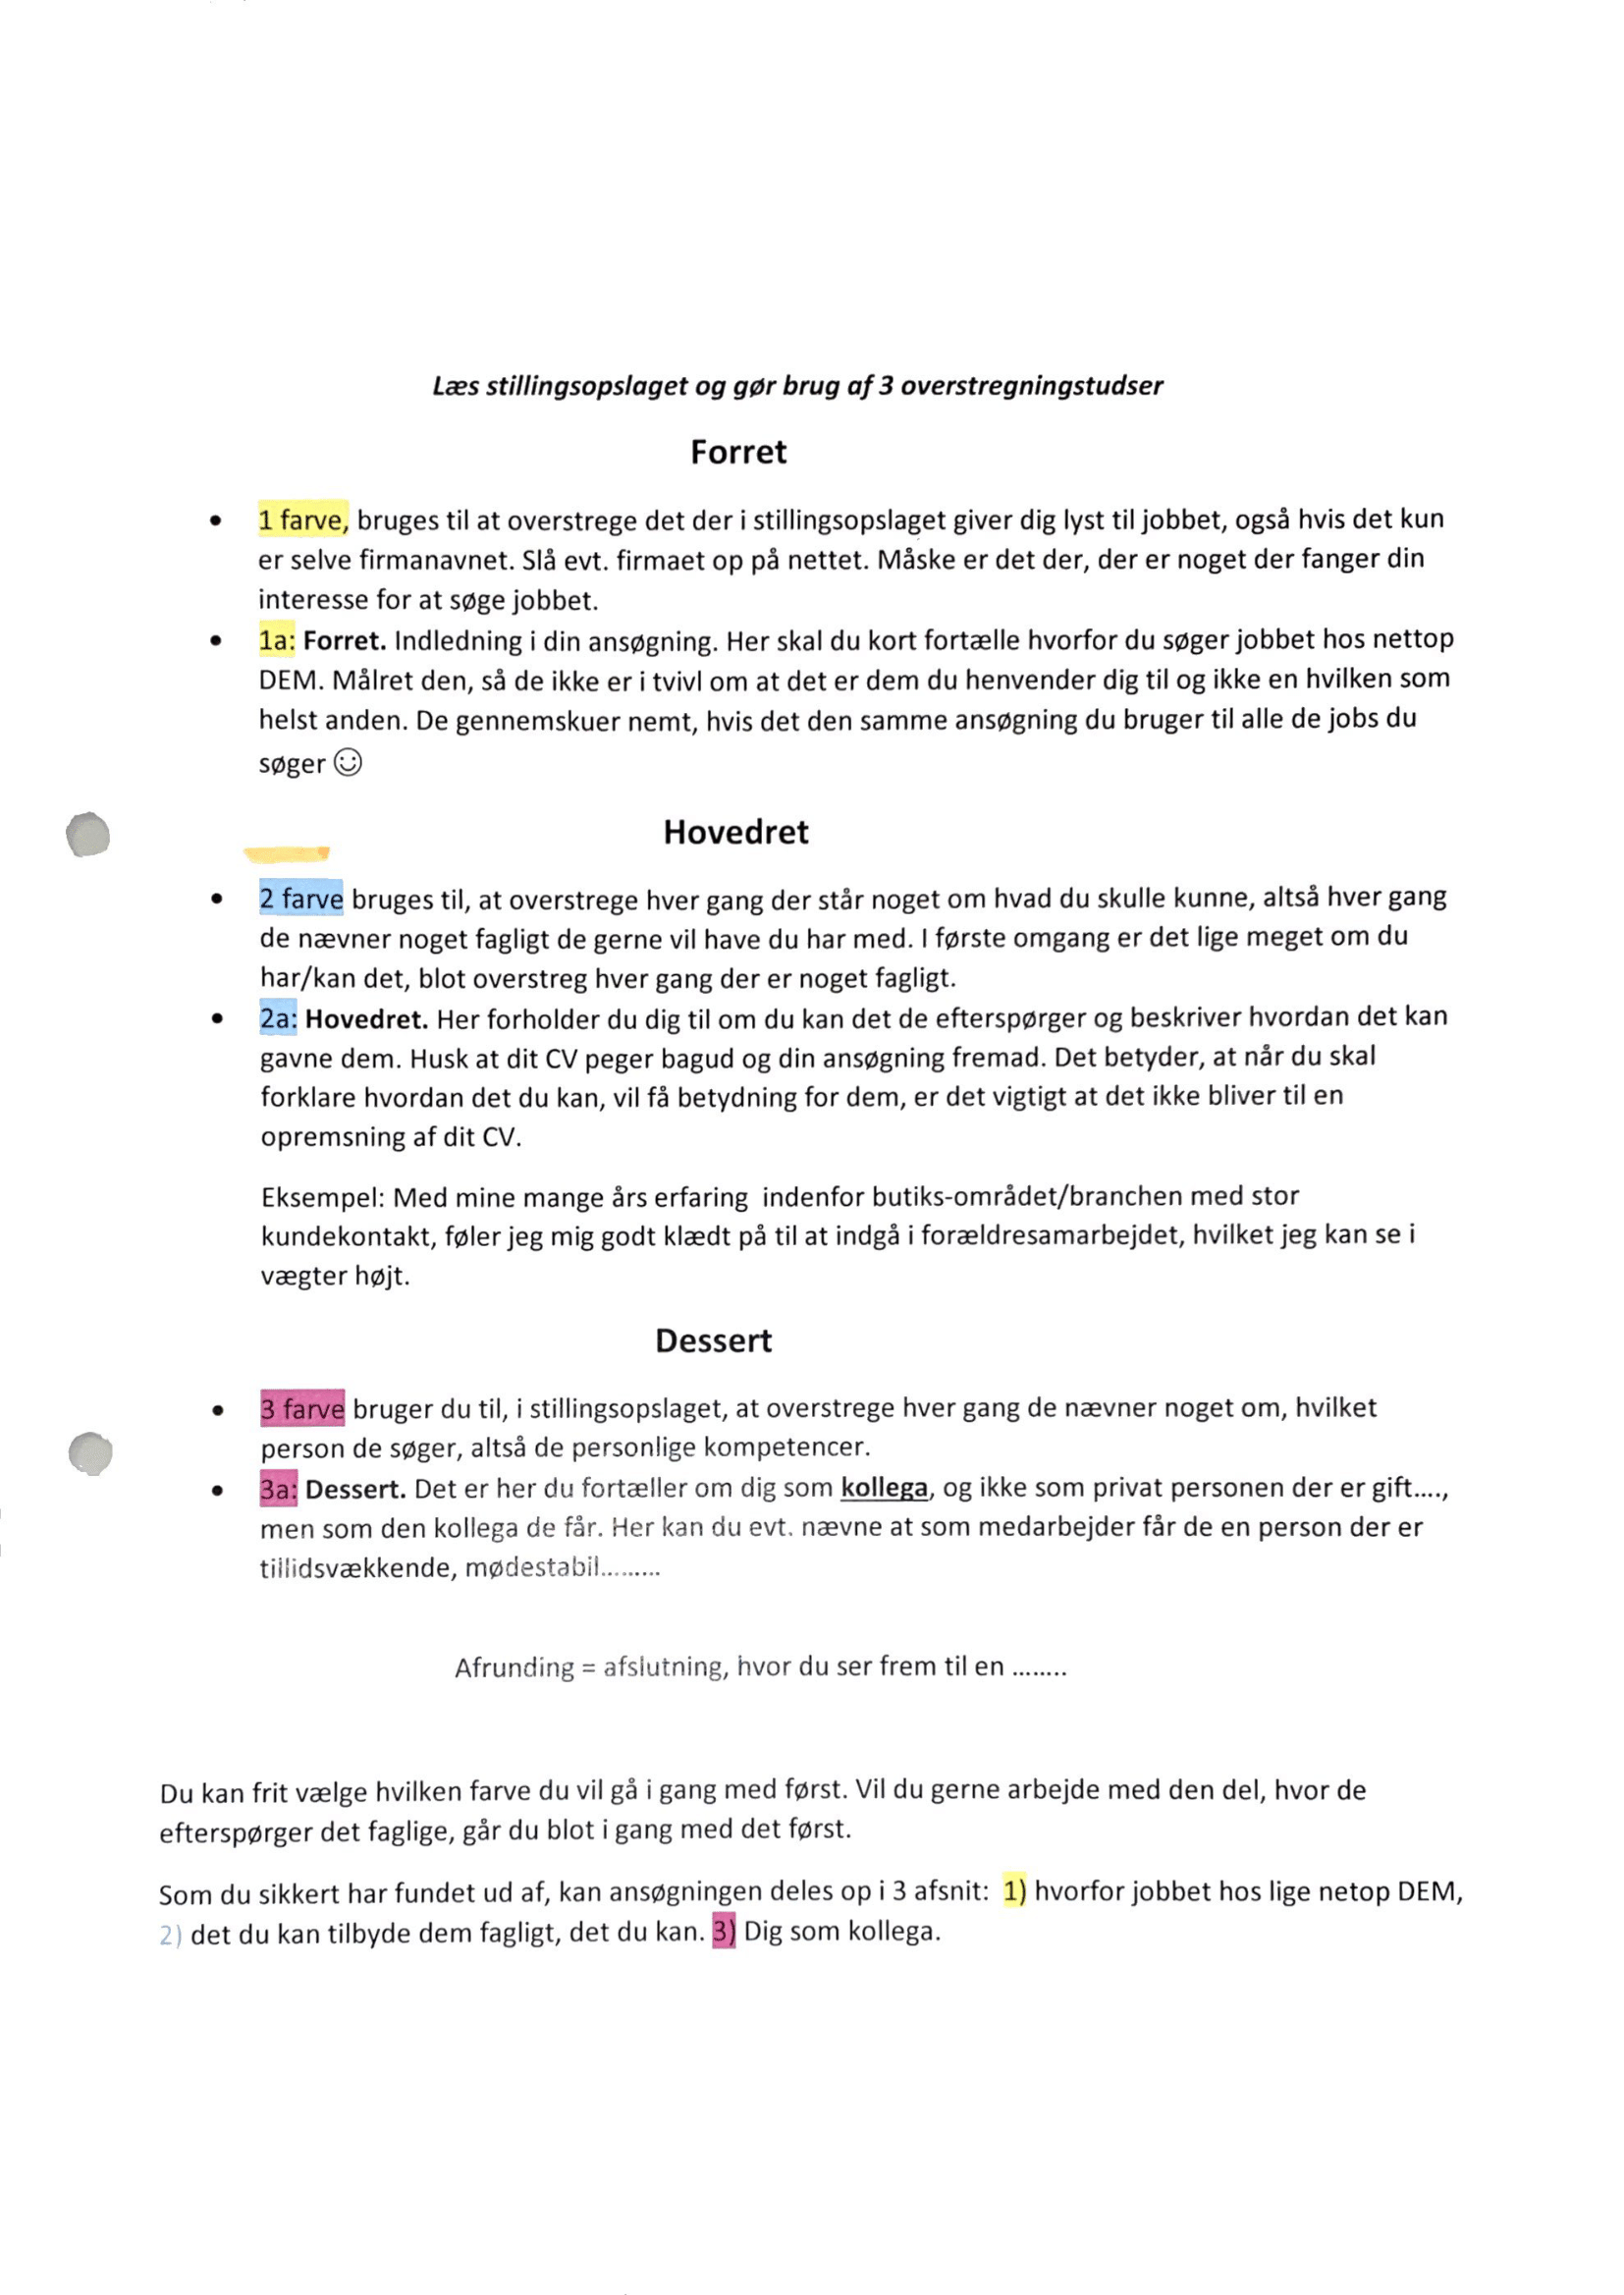 Læs stillingsopslaget og gør brug af 3 overstregningstudser
Forret
• 1 farve, bruges til at overstrege det der i stillingsopslaget giver dig lyst til jobbet, også hvis det kun
er selve firmanavnet. Slå evt. firmaet op på nettet. Måske er det der, der er noget der fanger din
interesse for at søge jobbet.
• 1a: Forret. Indledning i din ansøgning. Her skal du kort fortælle hvorfor du søger jobbet hos nettop
DEM. Målret den, så de ikke er i tvivl om at det er dem du henvender dig til og ikke en hvilken som
helst anden. De gennemskuer nemt, hvis det den samme ansøgning du bruger til alle de jobs du
søger ☺
Hovedret
• 2 farve bruges til, at overstrege hver gang der står noget om hvad du skulle kunne, altså hver gang
de nævner noget fagligt de gerne vil have du har med. I første omgang er det lige meget om du
har/kan det, blot overstreg hver gang der er noget fagligt.
• 2a: Hovedret. Her forholder du dig til om du kan det de efterspørger og beskriver hvordan det kan
gavne dem. Husk at dit CV peger bagud og din ansøgning fremad. Det betyder, at når du skal
forklare hvordan det du kan, vil få betydning for dem, er det vigtigt at det ikke bliver til en
opremsning af dit CV.
Eksempel: Med mine mange års erfaring indenfor butiks-området/branchen med stor
kundekontakt, føler jeg mig godt klædt på til at indgå i forældresamarbejdet, hvilket jeg kan se i
vægter højt.
Dessert
• 3 farve bruger du til, i stillingsopslaget, at overstrege hver gang de nævner noget om, hvilket
person de søger, altså de personlige kompetencer.
• 3a: Dessert. Det er her du fortæller om dig som kollega, og ikke som privat personen der er gift....,
men som den kollega de får. Her kan du evt. nævne at som medarbejder får de en person der er
tillidsvækkende, mødestabil.........
Afrunding = afslutning, hvor du ser frem til en ........
Du kan frit vælge hvilken farve du vil gå i gang med først. Vil du gerne arbejde med den del, hvor de
efterspørger det faglige, går du blot i gang med det først.
Som du sikkert har fundet ud af, kan ansøgningen deles op i 3 afsnit: 1) hvorfor jobbet hos lige netop DEM,
2) det du kan tilbyde dem fagligt, det du kan. 3) Dig som kollega.